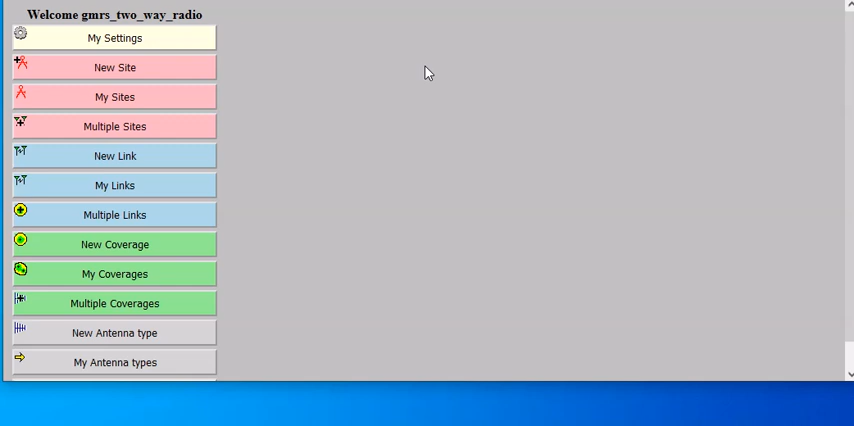 Welcome gmrs_two_way_radio
My Settings
New Site
My Sites
Multiple Sites
New Link
My Links
Multiple Links
New Coverage
My Coverages
Multiple Coverages
New Antenna type
My Antenna types